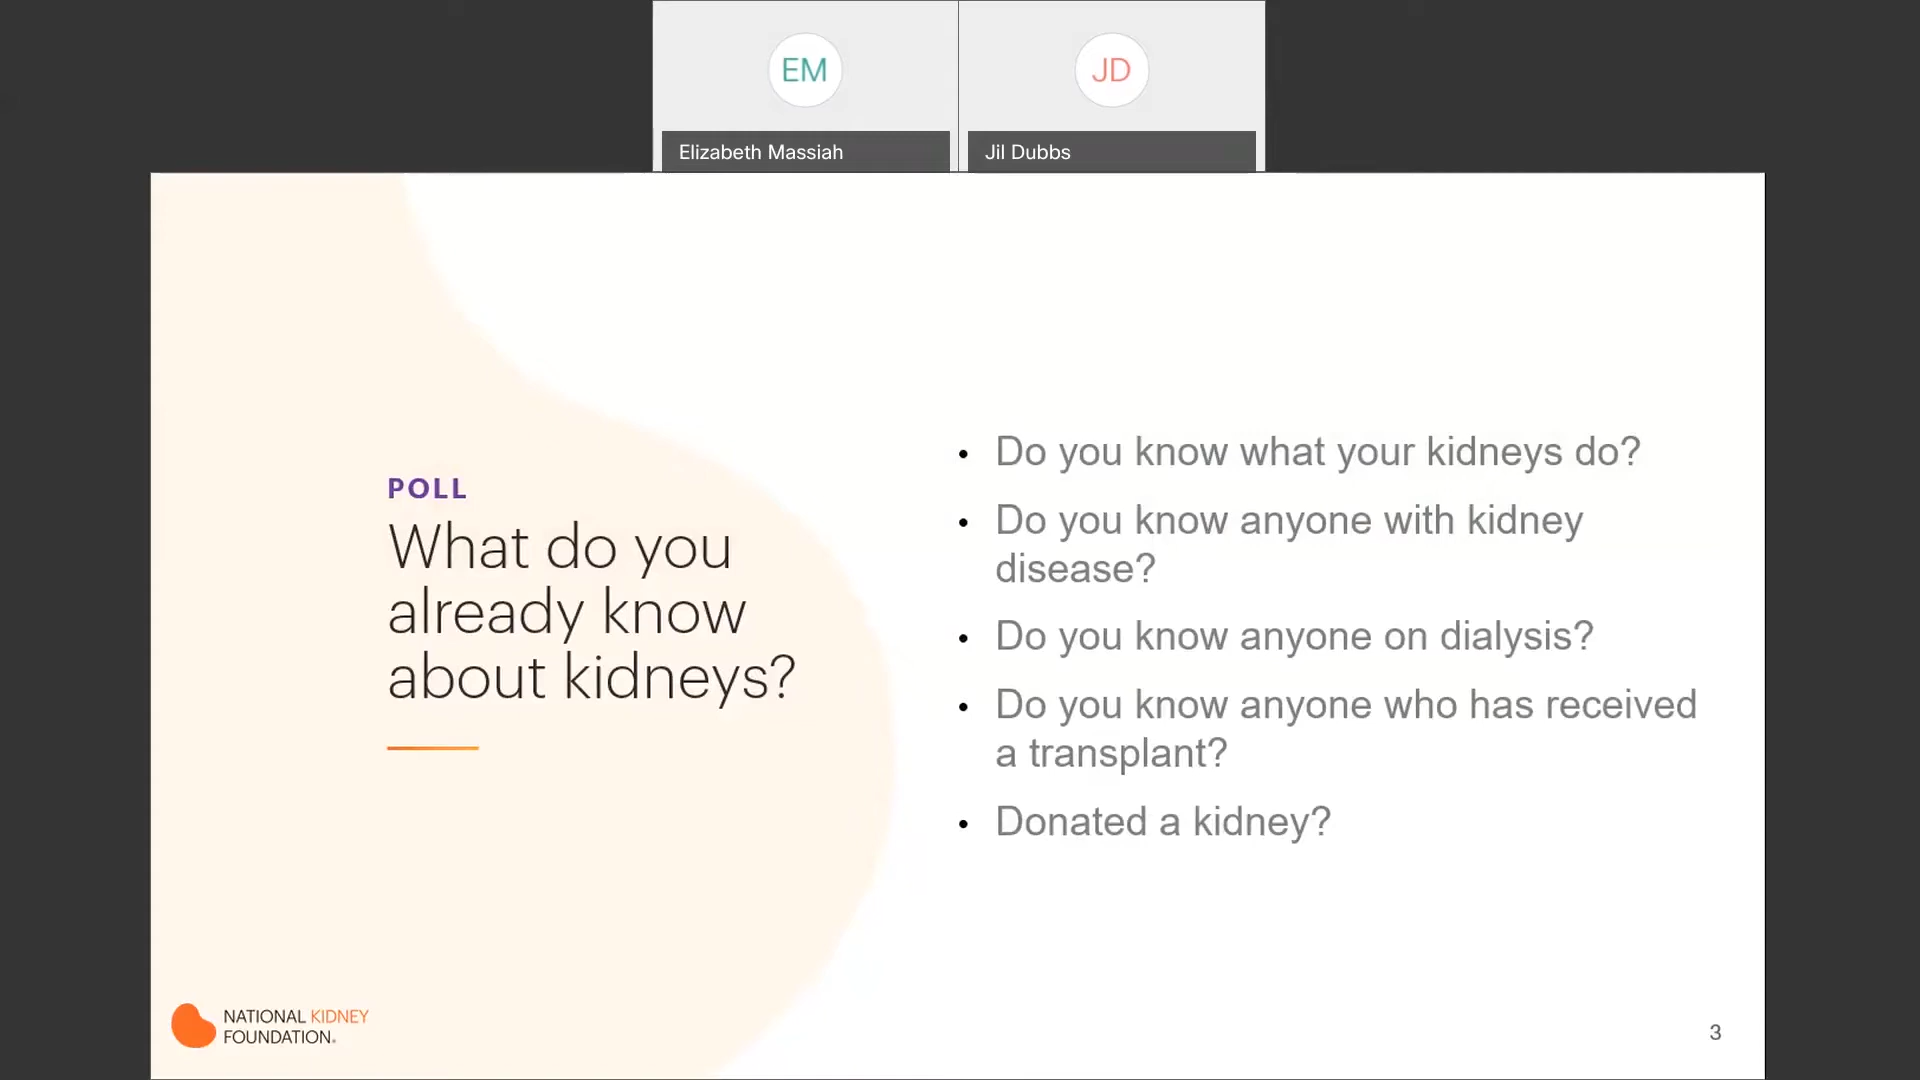 EM
JD
Elizabeth Massiah
Jil Dubbs
POLL
What do you
already know
about kidneys?
• Do you know what your kidneys do?
• Do you know anyone with kidney
disease?
• Do you know anyone on dialysis?
• Do you know anyone who has received
a transplant?
• Donated a kidney?
NATIONAL KIDNEY
FOUNDATION®
3